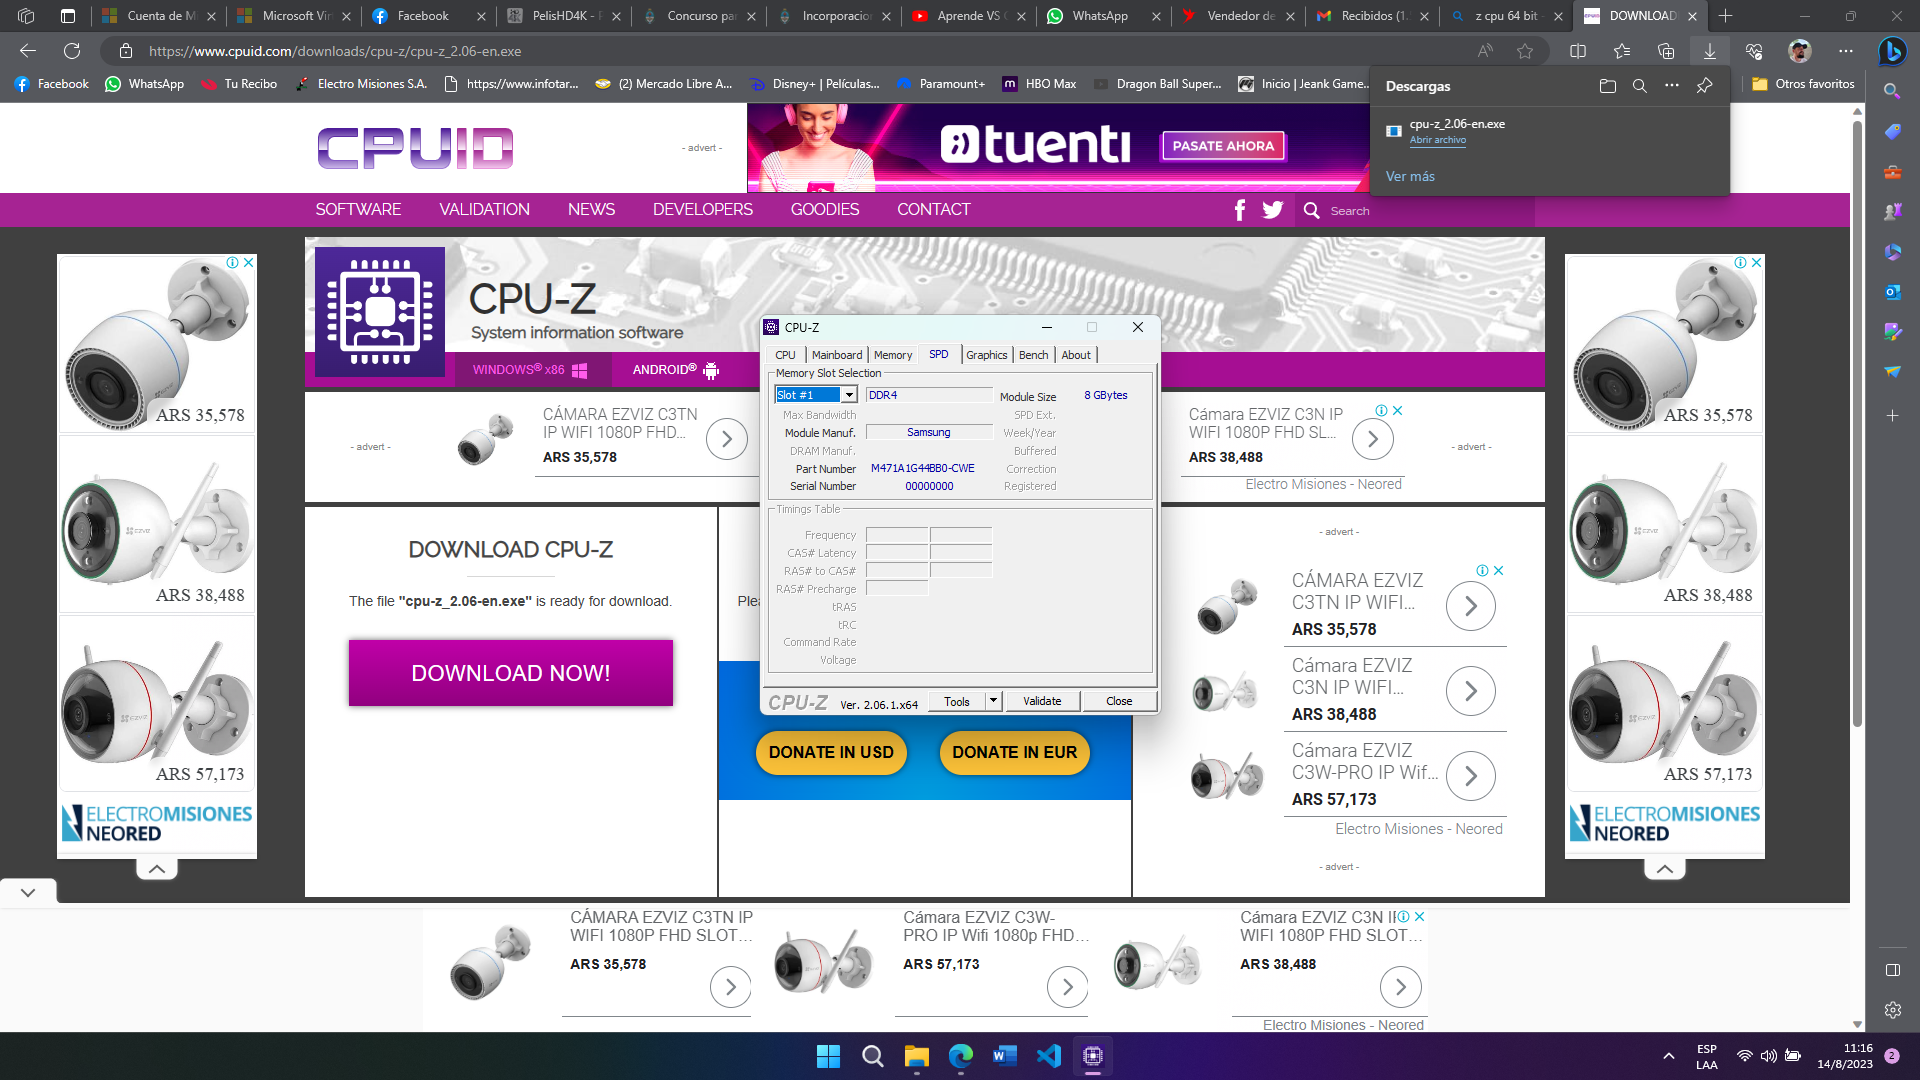 Cuenta de Mi
Microsoft Virt
Facebook
PelisHD4K - P
Concurso par
Incorporacion
Aprende VS C
WhatsApp
Vendedor de
Recibidos (1.
z cpu 64 bit -
DOWNLOAD
https://www.cpuid.com/downloads/cpu-z/cpu-z_2.06-en.exe
Facebook
WhatsApp
Tu Recibo
Electro Misiones S.A.
https://www.infotar...
(2) Mercado Libre A...
Disney+ | Películas...
Paramount+
HBO Max
Dragon Ball Super...
Inicio | Jeank Game...
Otros favoritos
Descargas
cpu-z_2.06-en.exe
Abrir archivo
Ver más
CPUID
- advert -
tuenti
PASATE AHORA
SOFTWARE
VALIDATION
NEWS
DEVELOPERS
GOODIES
CONTACT
Search
CPU-Z
System information software
WINDOWS® x86
ANDROID®
ARS 35,578
ARS 38,488
ARS 57,173
ELECTROMISIONES
NEORED
- advert -
CÁMARA EZVIZ C3TN
IP WIFI 1080P FHD...
ARS 35,578
Cámara EZVIZ C3N IP
WIFI 1080P FHD SL...
ARS 38,488
Electro Misiones - Neored
- advert -
DOWNLOAD CPU-Z
The file "cpu-z_2.06-en.exe" is ready for download.
DOWNLOAD NOW!
Plea
DONATE IN USD
DONATE IN EUR
CPU-Z
CPU
Mainboard
Memory
SPD
Graphics
Bench
About
Memory Slot Selection
Slot #1
DDR4
Module Size
8 GBytes
Max Bandwidth
SPD Ext.
Module Manuf.
Samsung
Week/Year
DRAM Manuf.
Buffered
Part Number
M471A1G44BB0-CWE
Correction
Serial Number
00000000
Registered
Timings Table
Frequency
CAS# Latency
RAS# to CAS#
RAS# Precharge
tRAS
tRC
Command Rate
Voltage
CPU-Z
Ver. 2.06.1.x64
Tools
Validate
Close
- advert -
CÁMARA EZVIZ
C3TN IP WIFI...
ARS 35,578
Cámara EZVIZ
C3N IP WIFI...
ARS 38,488
Cámara EZVIZ
C3W-PRO IP Wif...
ARS 57,173
Electro Misiones - Neored
- advert -
ARS 35,578
ARS 38,488
ARS 57,173
ELECTROMISIONES
NEORED
CÁMARA EZVIZ C3TN IP
WIFI 1080P FHD SLOT...
ARS 35,578
Cámara EZVIZ C3W-
PRO IP Wifi 1080p FHD...
ARS 57,173
Cámara EZVIZ C3N IP
WIFI 1080P FHD SLOT...
ARS 38,488
Electro Misiones - Neored
ESP
LAA
11:16
14/8/2023
2